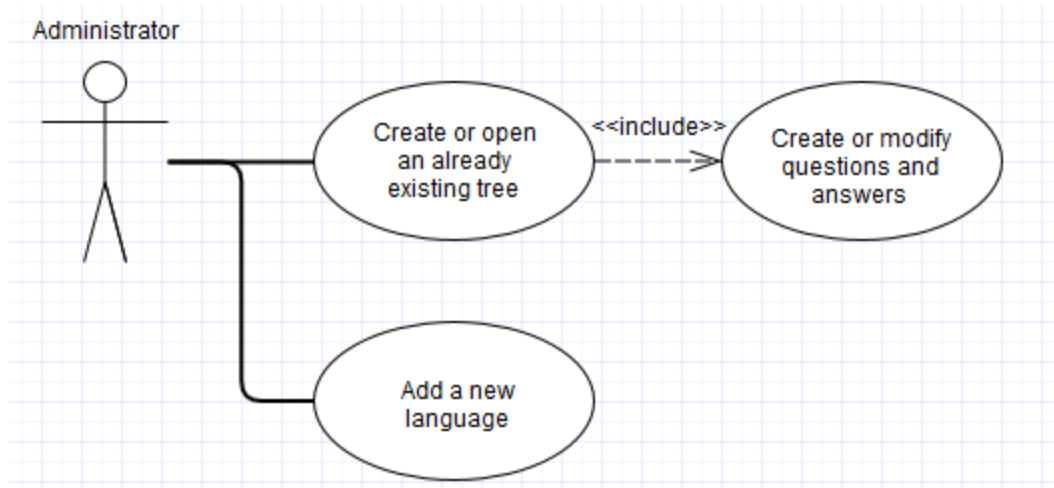 Administrator
Create or open
an already
existing tree
<<include>>
Create or modify
questions and
answers
Add a new
language